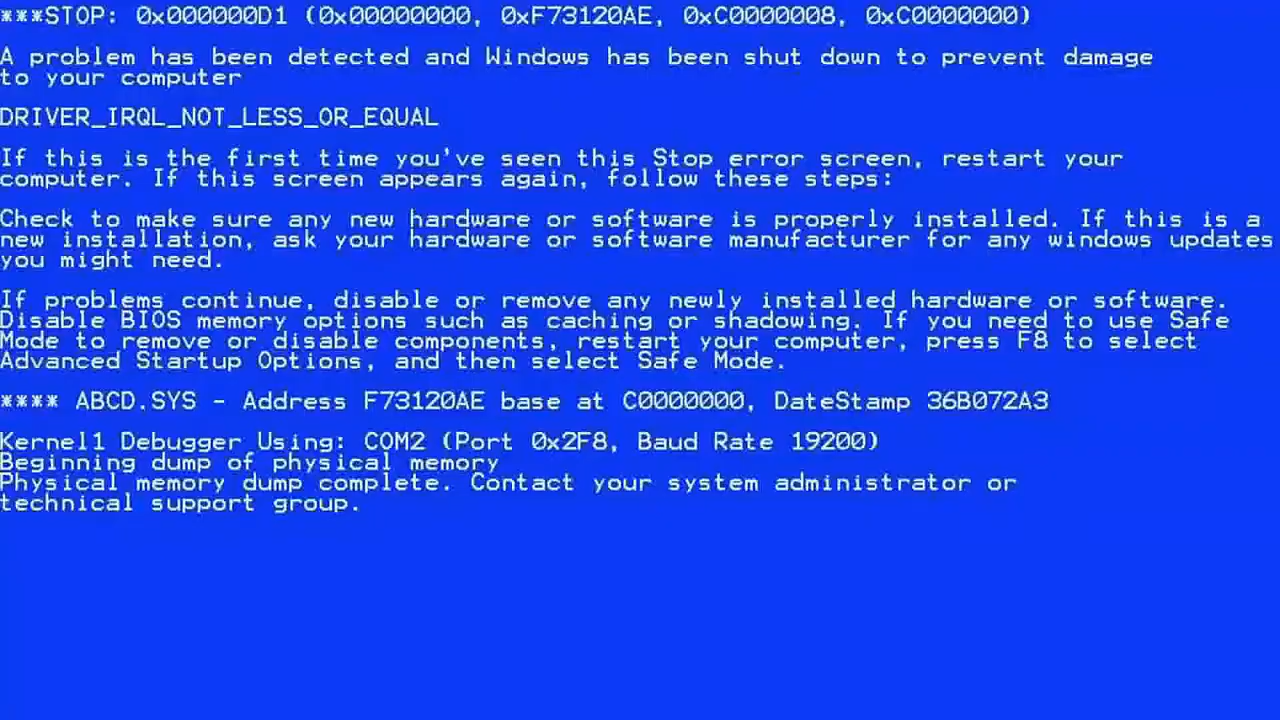 ***STOP: 0x000000D1 (0x00000000, 0xF73120AE, 0xC0000008, 0xC0000000)
A problem has been detected and Windows has been shut down to prevent damage
to your computer
DRIVER_IRQL_NOT_LESS_OR_EQUAL
If this is the first time you've seen this Stop error screen, restart your
computer. If this screen appears again, follow these steps:
Check to make sure any new hardware or software is properly installed. If this is a
new installation, ask your hardware or software manufacturer for any windows updates
you might need.
If problems continue, disable or remove any newly installed hardware or software.
Disable BIOS memory options such as caching or shadowing. If you need to use Safe
Mode to remove or disable components, restart your computer, press F8 to select
Advanced Startup Options, and then select Safe Mode.
**** ABCD.SYS - Address F73120AE base at C0000000, DateStamp 36B072A3
Kernel1 Debugger Using: COM2 (Port 0x2F8, Baud Rate 19200)
Beginning dump of physical memory
Physical memory dump complete. Contact your system administrator or
technical support group.